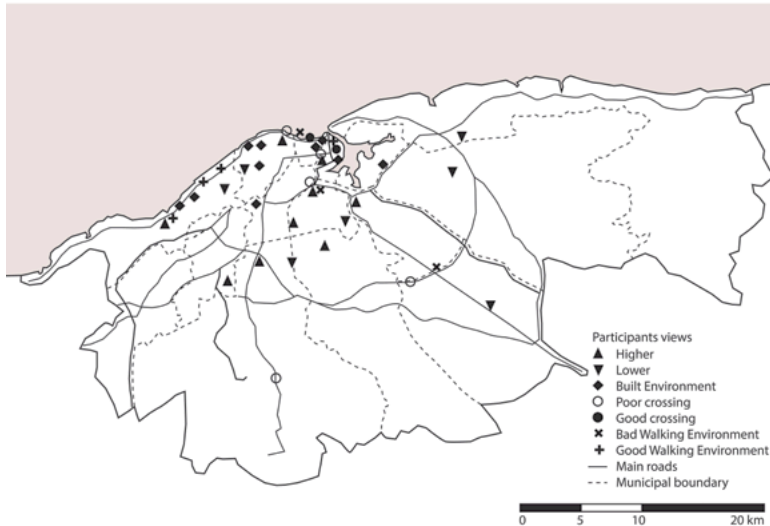 Participants views
Higher
Lower
Built Environment
Poor crossing
Good crossing
Bad Walking Environment
Good Walking Environment
Main roads
Municipal boundary
0 5 10 20 km